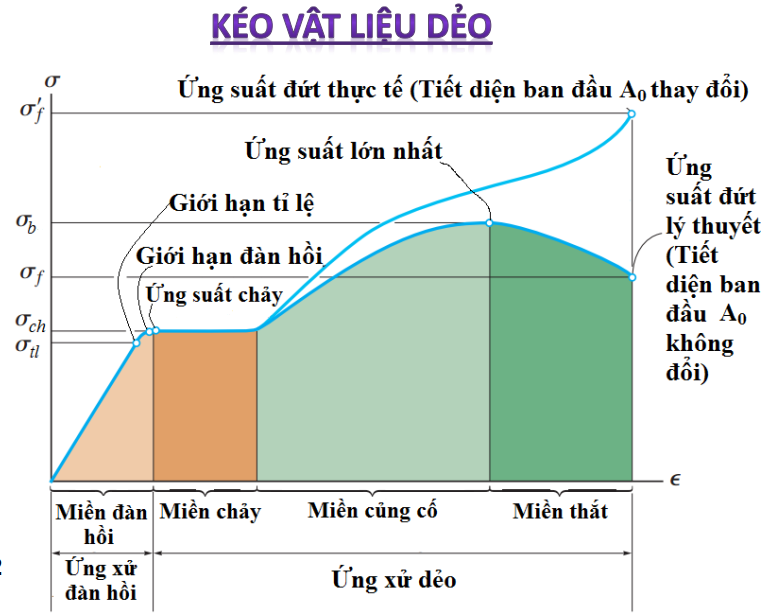 KÉO VẬT LIỆU DẺO
σ
Ứng suất đứt thực tế (Tiết diện ban đầu A₀ thay đổi)
σ′f
Ứng suất lớn nhất
Ứng
suất đứt
lý thuyết
(Tiết
diện ban
đầu A₀
không
đổi)
Giới hạn tỉ lệ
σb
Giới hạn đàn hồi
σf
Ứng suất chảy
σch
σtl
ϵ
Miền đàn
hồi
Miền chảy
Miền củng cố
Miền thắt
2
Ứng xử
đàn hồi
Ứng xử dẻo